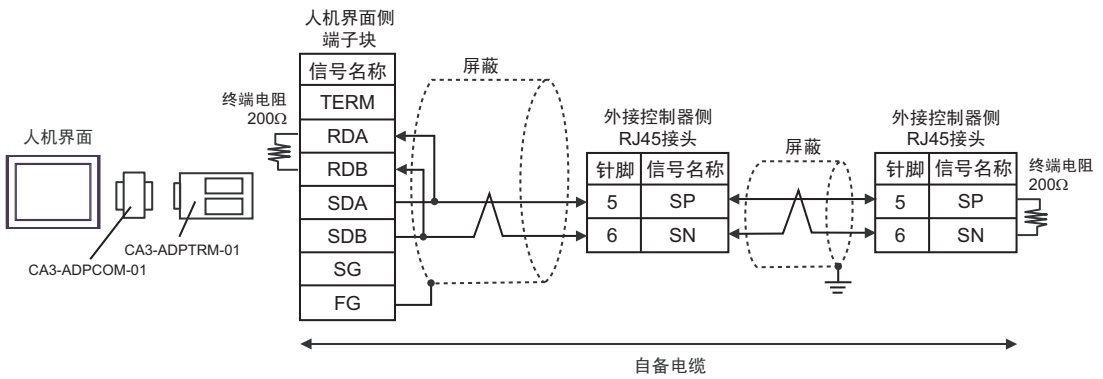 人机界面
CA3-ADPCOM-01
CA3-ADPTRM-01
人机界面侧
端子块
终端电阻
200Ω
信号名称
TERM
RDA
RDB
SDA
SDB
SG
FG
屏蔽
外接控制器侧
RJ45接头
针脚 信号名称
5 SP
6 SN
屏蔽
外接控制器侧
RJ45接头
针脚 信号名称
5 SP
6 SN
终端电阻
200Ω
自备电缆